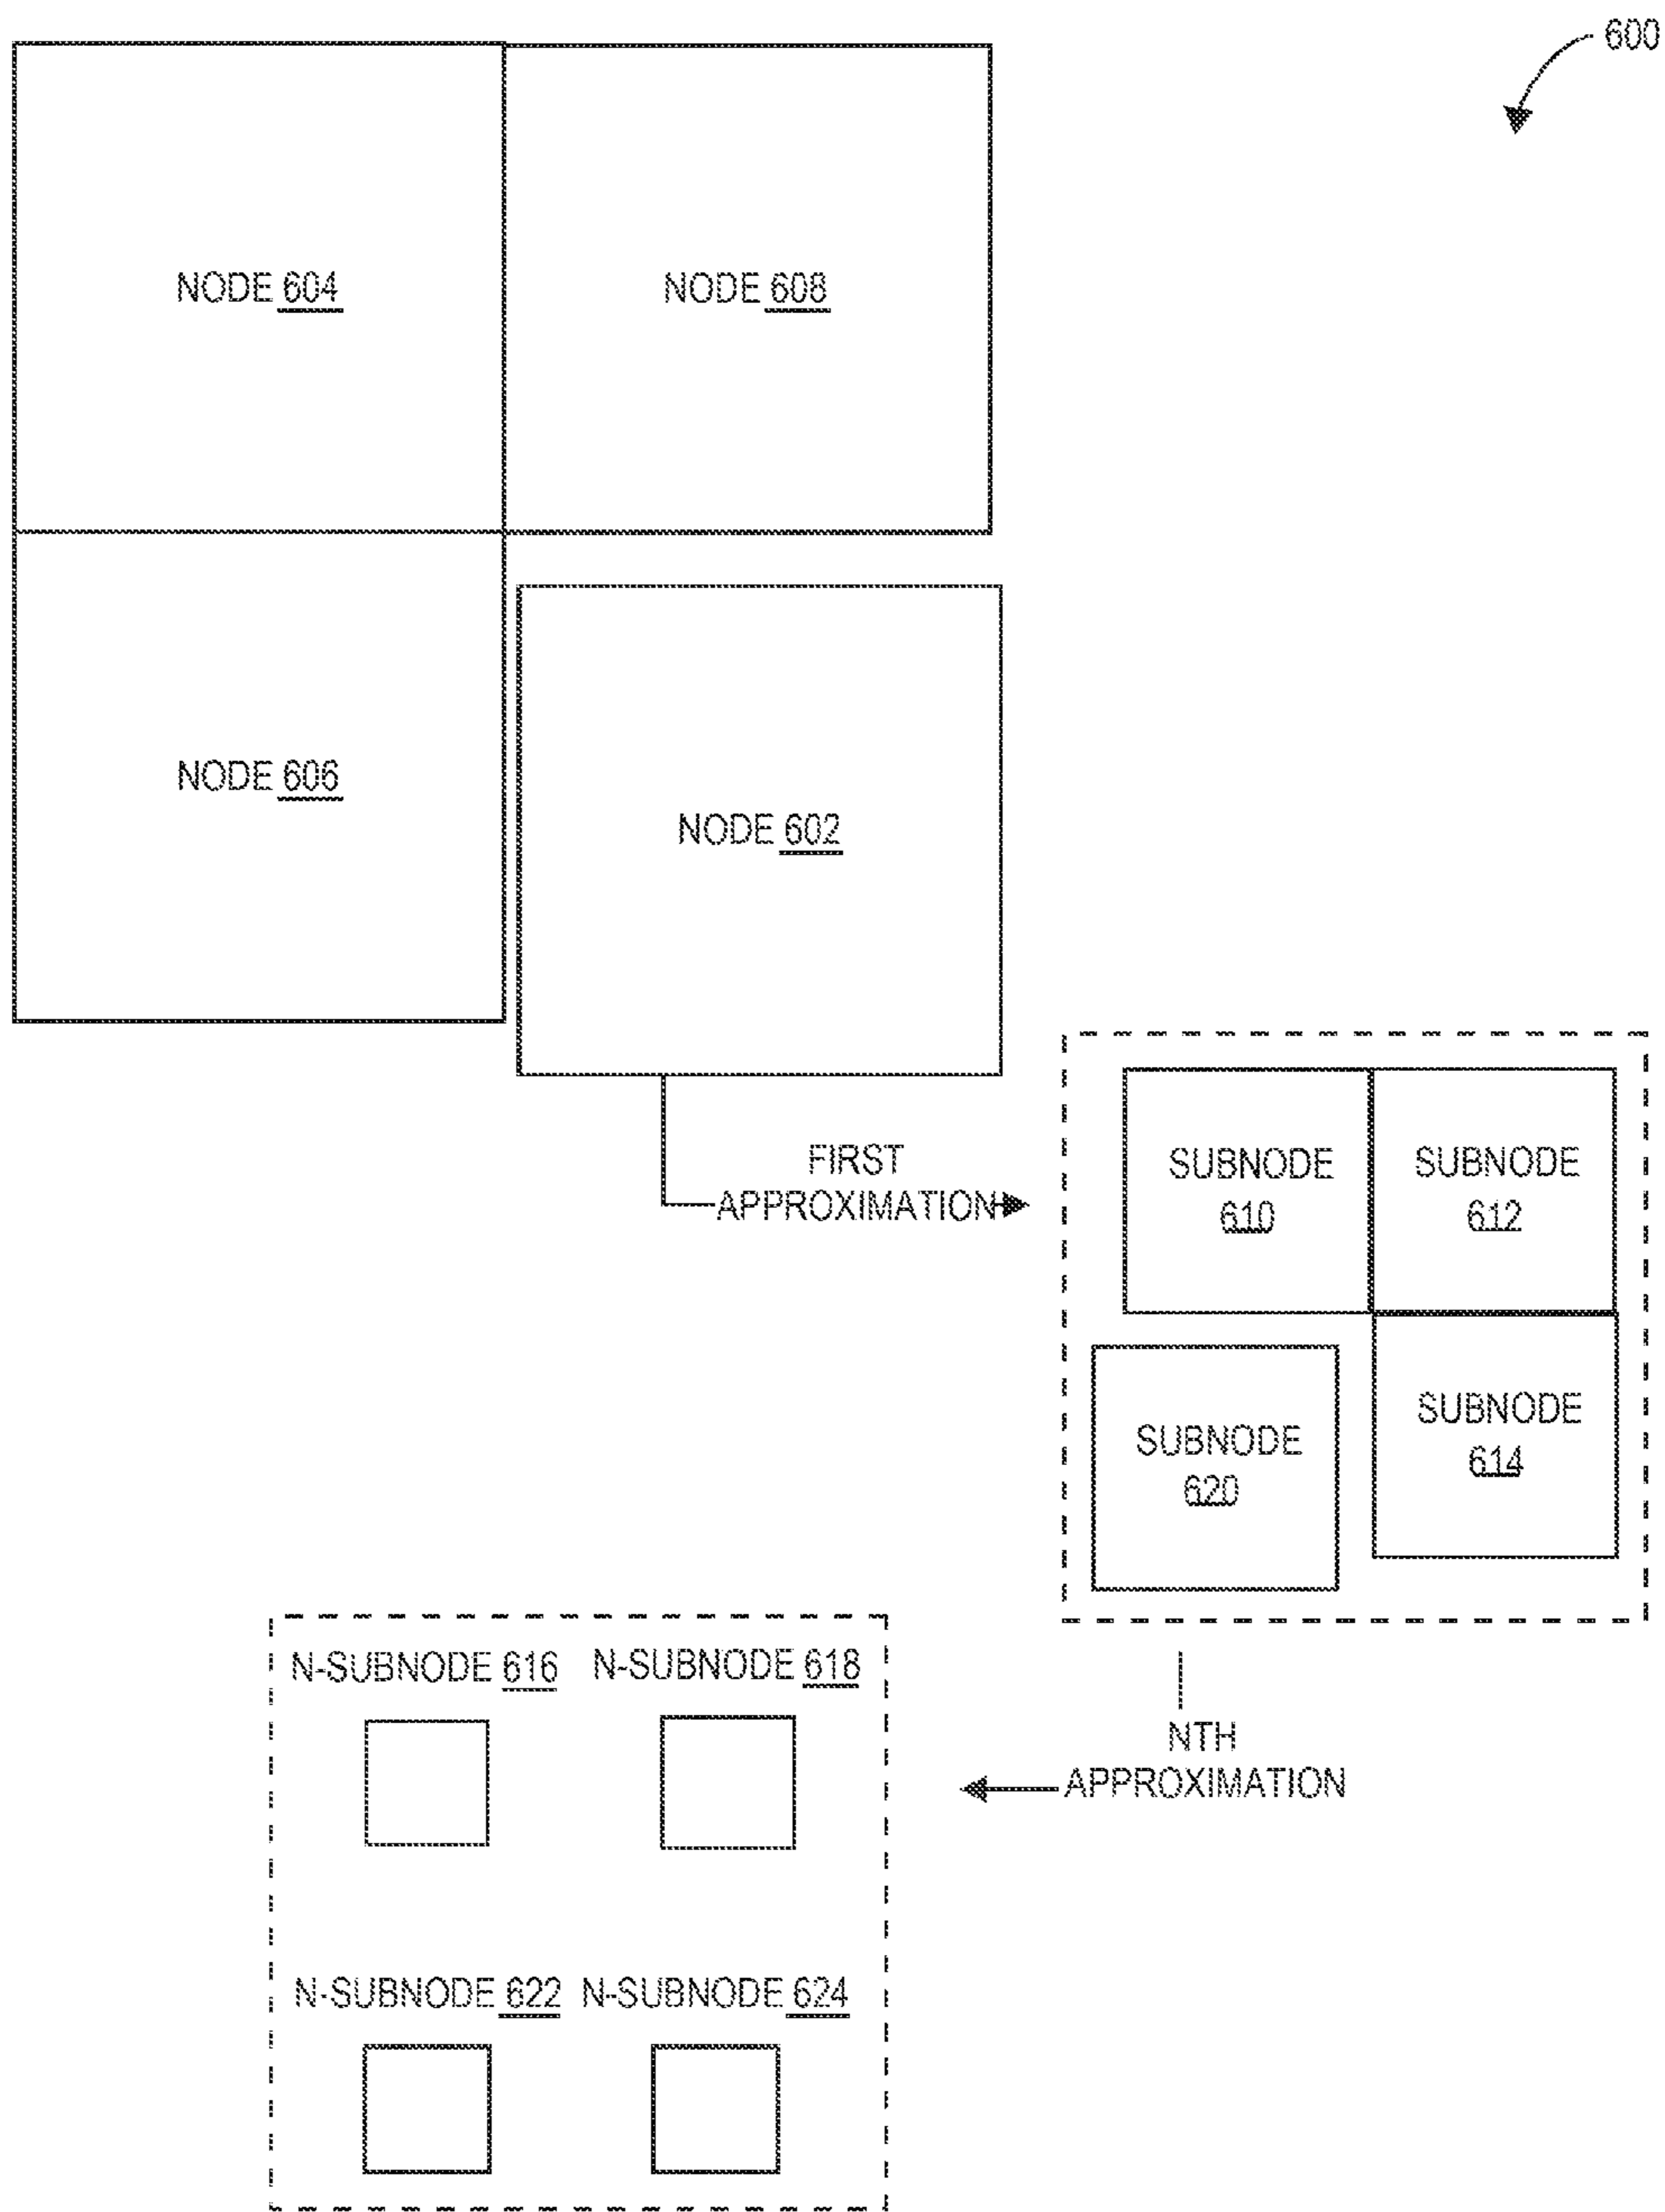 600
NODE 604
NODE 608
NODE 606
NODE 602
FIRST
APPROXIMATION
SUBNODE
610
SUBNODE
612
SUBNODE
620
SUBNODE
614
NTH
APPROXIMATION
N-SUBNODE 616
N-SUBNODE 618
N-SUBNODE 622
N-SUBNODE 624